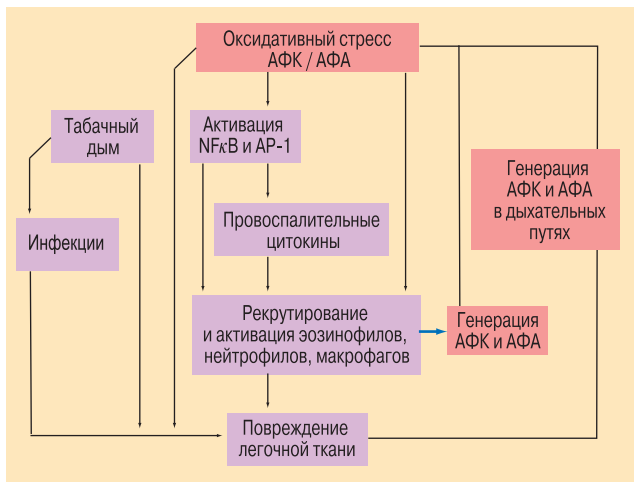 Оксидативный стресс
АФК / АФА
Табачный
дым
Активация
NFκB и AP-1
Генерация
АФК и АФА
в дыхательных
путях
Инфекции
Провоспалительные
цитокины
Рекрутирование
и активация эозинофилов,
нейтрофилов, макрофагов
Генерация
АФК и АФА
Повреждение
легочной ткани